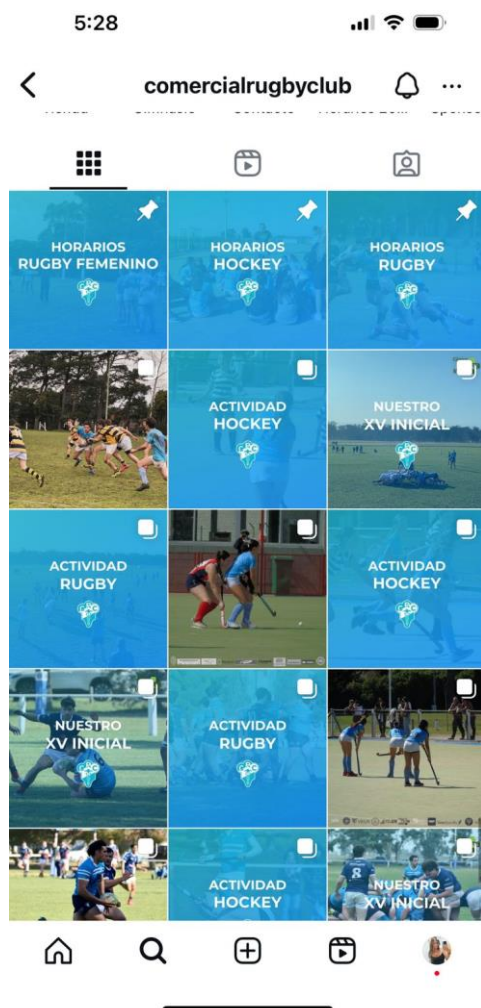 5:28
comercialrugbyclub
HORARIOS
RUGBY FEMENINO
HORARIOS
HOCKEY
HORARIOS
RUGBY
ACTIVIDAD
HOCKEY
NUESTRO
XV INICIAL
ACTIVIDAD
RUGBY
ACTIVIDAD
HOCKEY
NUESTRO
XV INICIAL
ACTIVIDAD
RUGBY
ACTIVIDAD
HOCKEY
8
NUESTRO
XV INICIAL